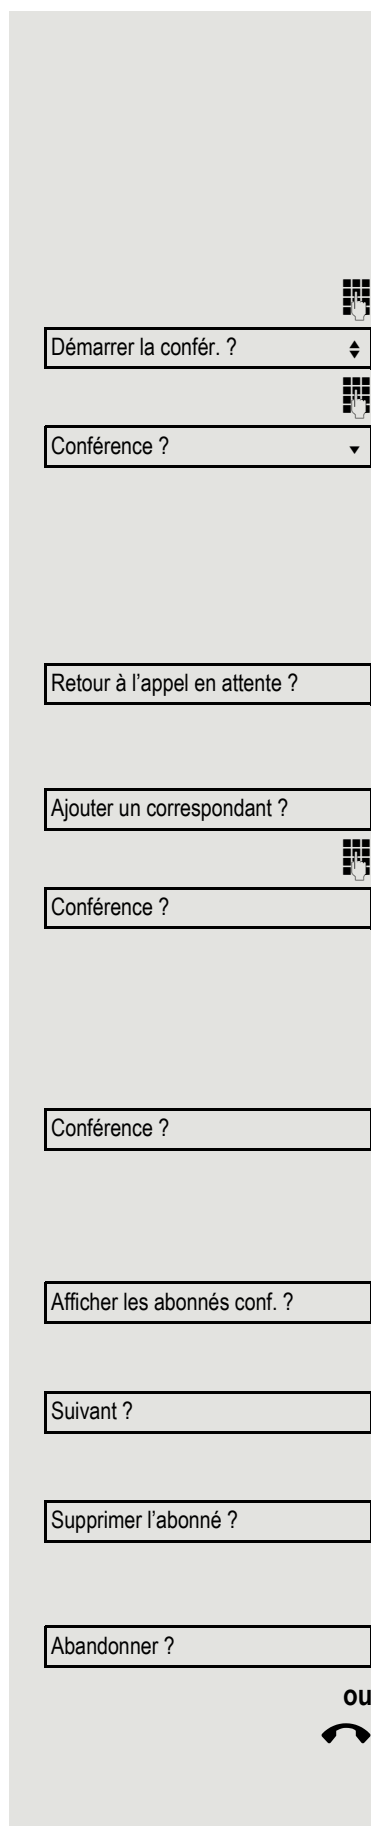 Démarrer la confér. ?
Conférence ?
Retour à l’appel en attente ?
Ajouter un correspondant ?
Conférence ?
Conférence ?
Afficher les abonnés conf. ?
Suivant ?
Supprimer l’abonné ?
Abandonner ?
ou